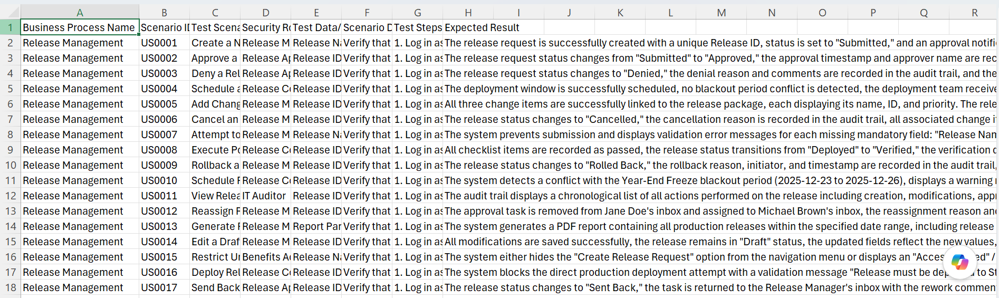 A B C D E F G H I J K L M N O P Q R
1 Business Process Name Scenario ID Test Scena Security Ro Test Data/ Scenario D Test Steps Expected Result
2 Release Management US0001 Create a N Release M Release Na Verify that 1. Log in as The release request is successfully created with a unique Release ID, status is set to "Submitted," and an approval notifi
3 Release Management US0002 Approve a Release Ap Release ID Verify that 1. Log in as The release request status changes from "Submitted" to "Approved," the approval timestamp and approver name are rec
4 Release Management US0003 Deny a Rel Release Ap Release ID Verify that 1. Log in as The release request status changes to "Denied," the denial reason and comments are recorded in the audit trail, and the
5 Release Management US0004 Schedule a Release Co Release ID Verify that 1. Log in as The deployment window is successfully scheduled, no blackout period conflict is detected, the deployment team receive
6 Release Management US0005 Add Chang Release M Release ID Verify that 1. Log in as All three change items are successfully linked to the release package, each displaying its name, ID, and priority. The rele
7 Release Management US0006 Cancel an Release M Release ID Verify that 1. Log in as The release status changes to "Cancelled," the cancellation reason is recorded in the audit trail, all associated change i
8 Release Management US0007 Attempt to Release M Release Na Verify that 1. Log in as The system prevents submission and displays validation error messages for each missing mandatory field: "Release Nam
9 Release Management US0008 Execute Po Release Co Release ID Verify that 1. Log in as All checklist items are recorded as passed, the release status transitions from "Deployed" to "Verified," the verification
10 Release Management US0009 Rollback a Release M Release ID Verify that 1. Log in as The release status changes to "Rolled Back," the rollback reason, initiator, and timestamp are recorded in the audit trail,
11 Release Management US0010 Schedule Release Co Release ID Verify that 1. Log in as The system detects a conflict with the Year-End Freeze blackout period (2025-12-23 to 2025-12-26), displays a warning
12 Release Management US0011 View Relea IT Auditor Release ID Verify that 1. Log in as The audit trail displays a chronological list of all actions performed on the release including creation, modifications, appr
13 Release Management US0012 Reassign Release M Release ID Verify that 1. Log in as The approval task is removed from Jane Doe's inbox and assigned to Michael Brown's inbox, the reassignment reason an
14 Release Management US0013 Generate Release M Report Par Verify that 1. Log in as The system generates a PDF report containing all production releases within the specified date range, including release
15 Release Management US0014 Edit a Draf Release M Release ID Verify that 1. Log in as All modifications are saved successfully, the release remains in "Draft" status, the updated fields reflect the new values,
16 Release Management US0015 Restrict Un Benefits Ad Release Na Verify that 1. Log in as The system either hides the "Create Release Request" option from the navigation menu or displays an "Acces ed" /
17 Release Management US0016 Deploy Rel Release Co Release ID Verify that 1. Log in as The system blocks the direct production deployment attempt with a validation message "Release must be dep to St
18 Release Management US0017 Send Back Release Ap Release ID Verify that 1. Log in as The release status changes to "Sent Back," the task is returned to the Release Manager's inbox with the rework commen